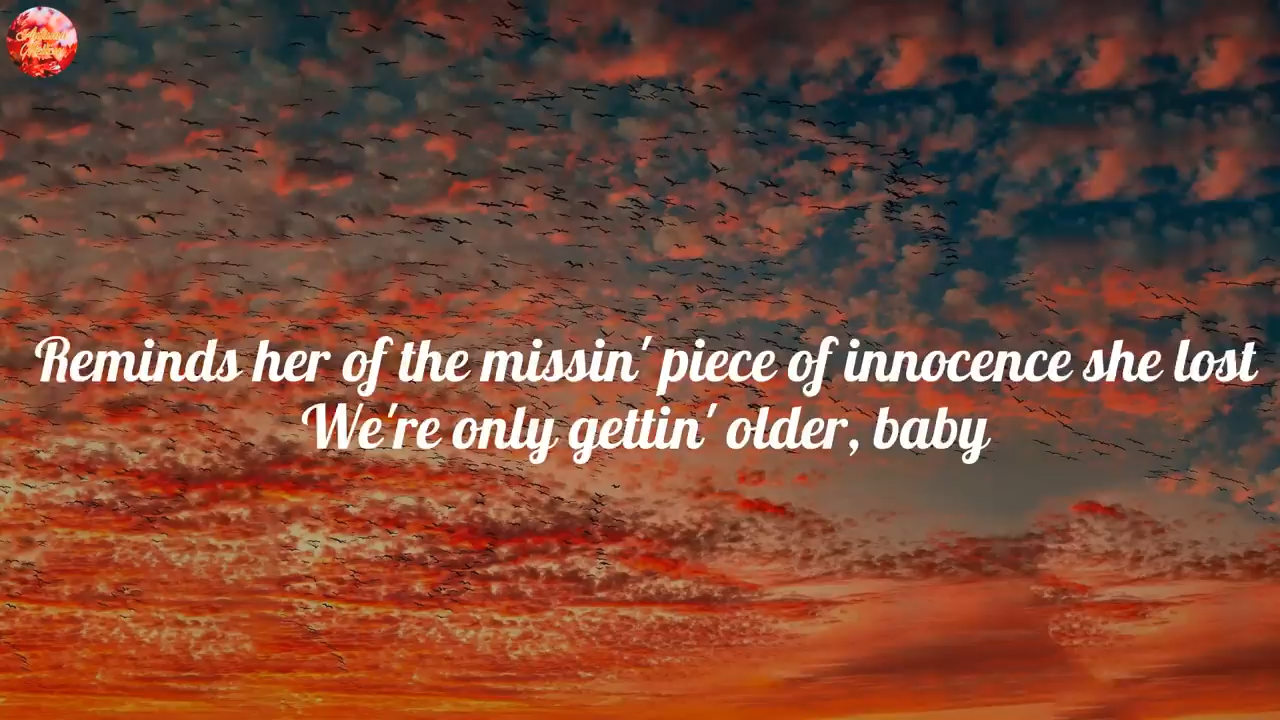 Reminds her of the missin' piece of innocence she lost
We're only gettin' older, baby